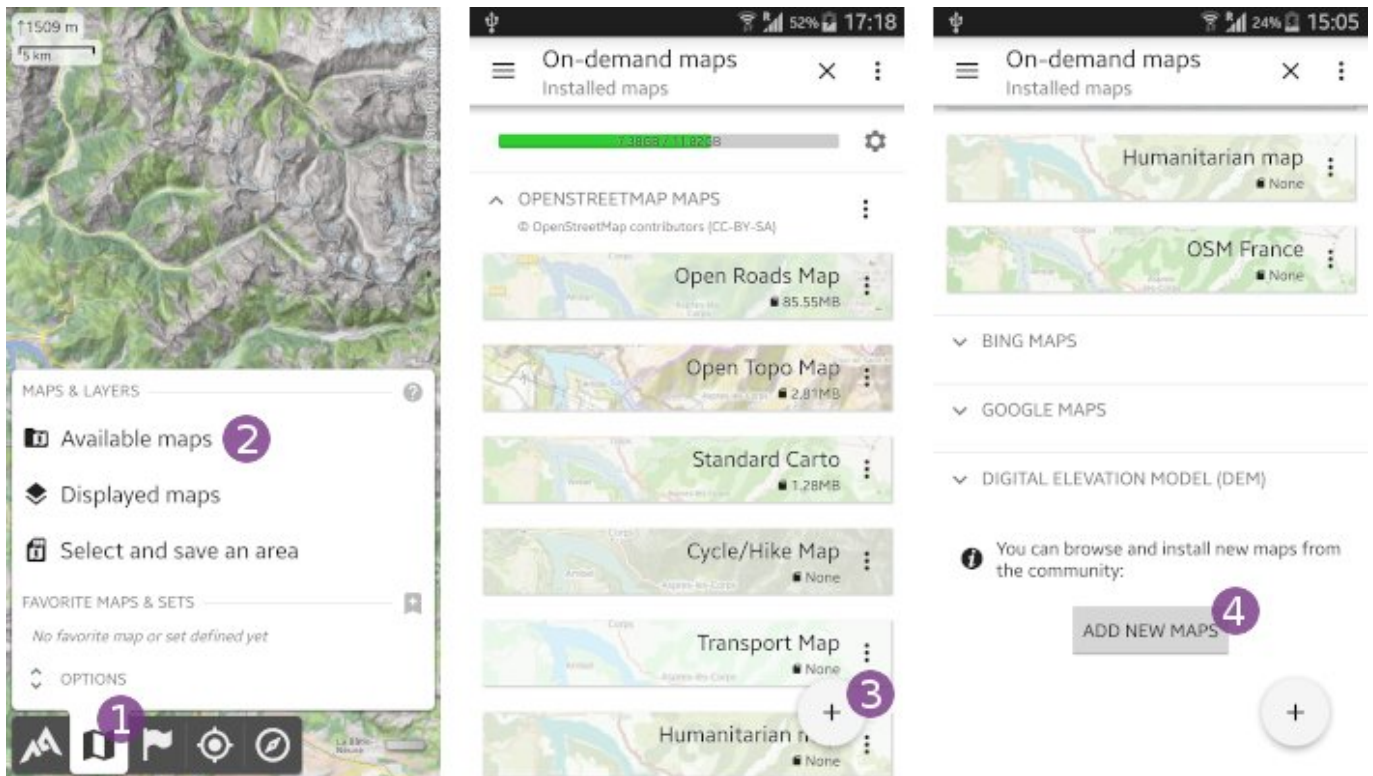 ↑1509 m
5 km
MAPS & LAYERS
Available maps
2
Displayed maps
Select and save an area
FAVORITE MAPS & SETS
No favorite map or set defined yet
OPTIONS
1
52% 17:18
On-demand maps
Installed maps
7.38GB / 11.82GB
OPENSTREETMAP MAPS
© OpenStreetMap contributors (CC-BY-SA)
Open Roads Map
85.55MB
Open Topo Map
2.81MB
Standard Carto
1.28MB
Cycle/Hike Map
None
Transport Map
None
3
+
Humanitarian
None
24% 15:05
On-demand maps
Installed maps
Humanitarian map
None
OSM France
None
BING MAPS
GOOGLE MAPS
DIGITAL ELEVATION MODEL (DEM)
You can browse and install new maps from
the community:
4
ADD NEW MAPS
+